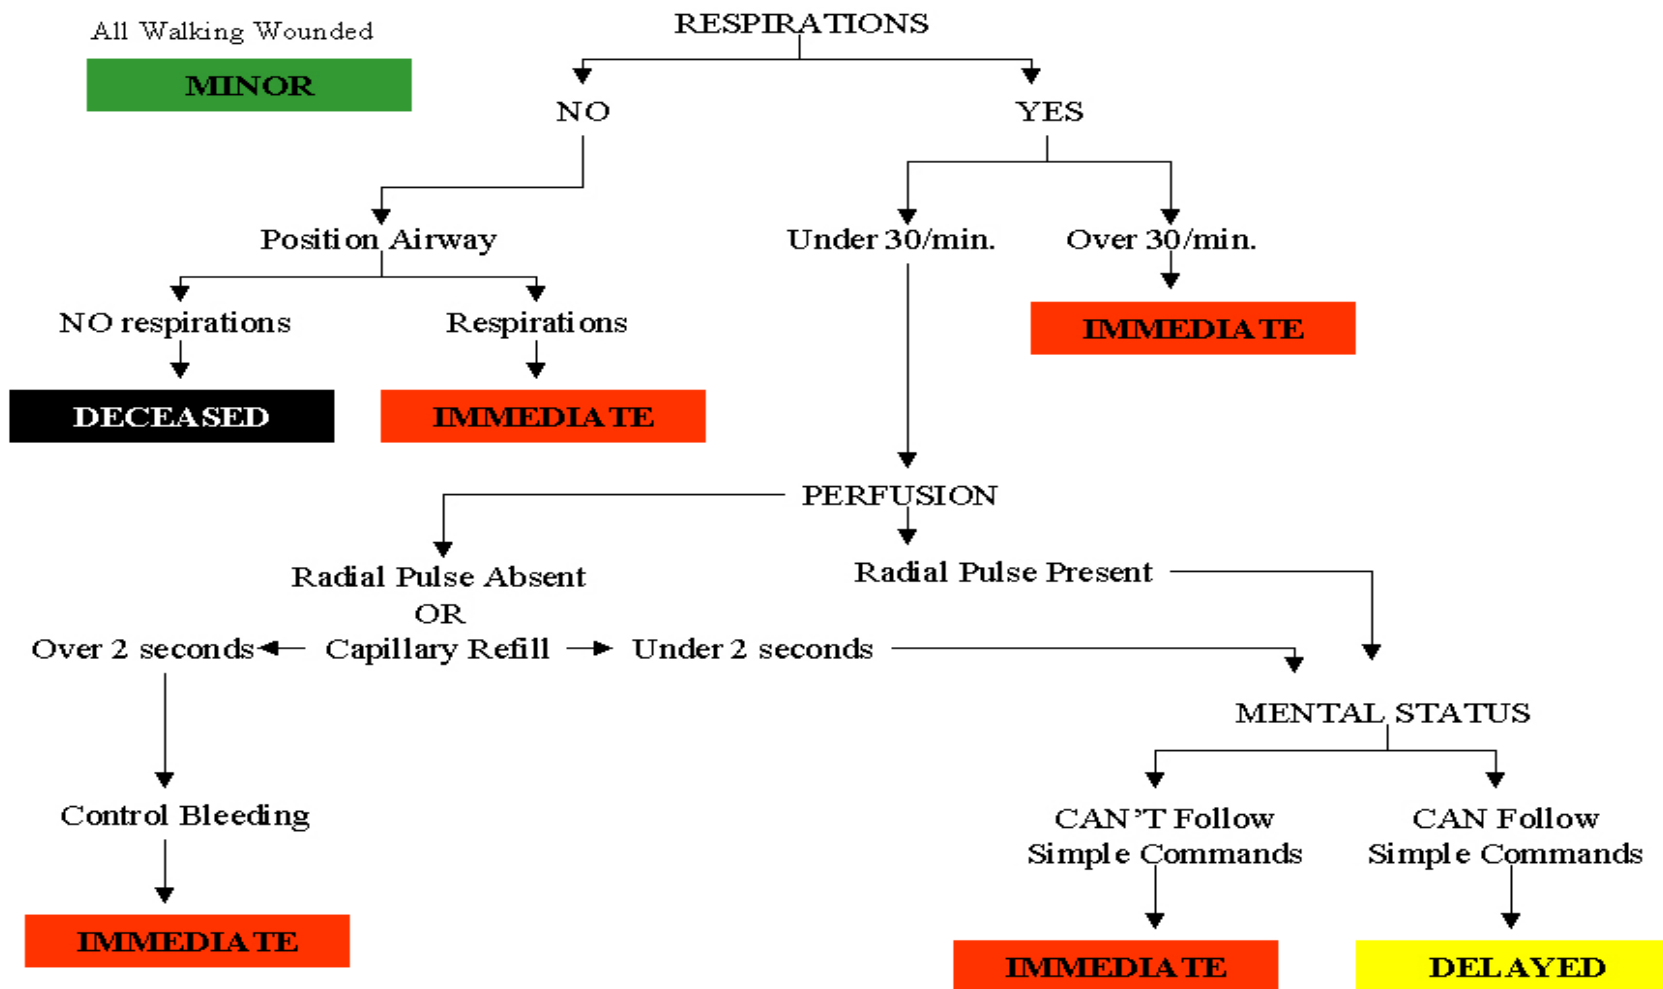 All Walking Wounded
MINOR
RESPIRATIONS
NO
YES
Position Airway
Under 30/min.
Over 30/min.
NO respirations
Respirations
IMMEDIATE
DECEASED
IMMEDIATE
PERFUSION
Radial Pulse Absent
OR
Radial Pulse Present
Over 2 seconds
Capillary Refill
Under 2 seconds
MENTAL STATUS
Control Bleeding
CAN'T Follow
Simple Commands
CAN Follow
Simple Commands
IMMEDIATE
IMMEDIATE
DELAYED